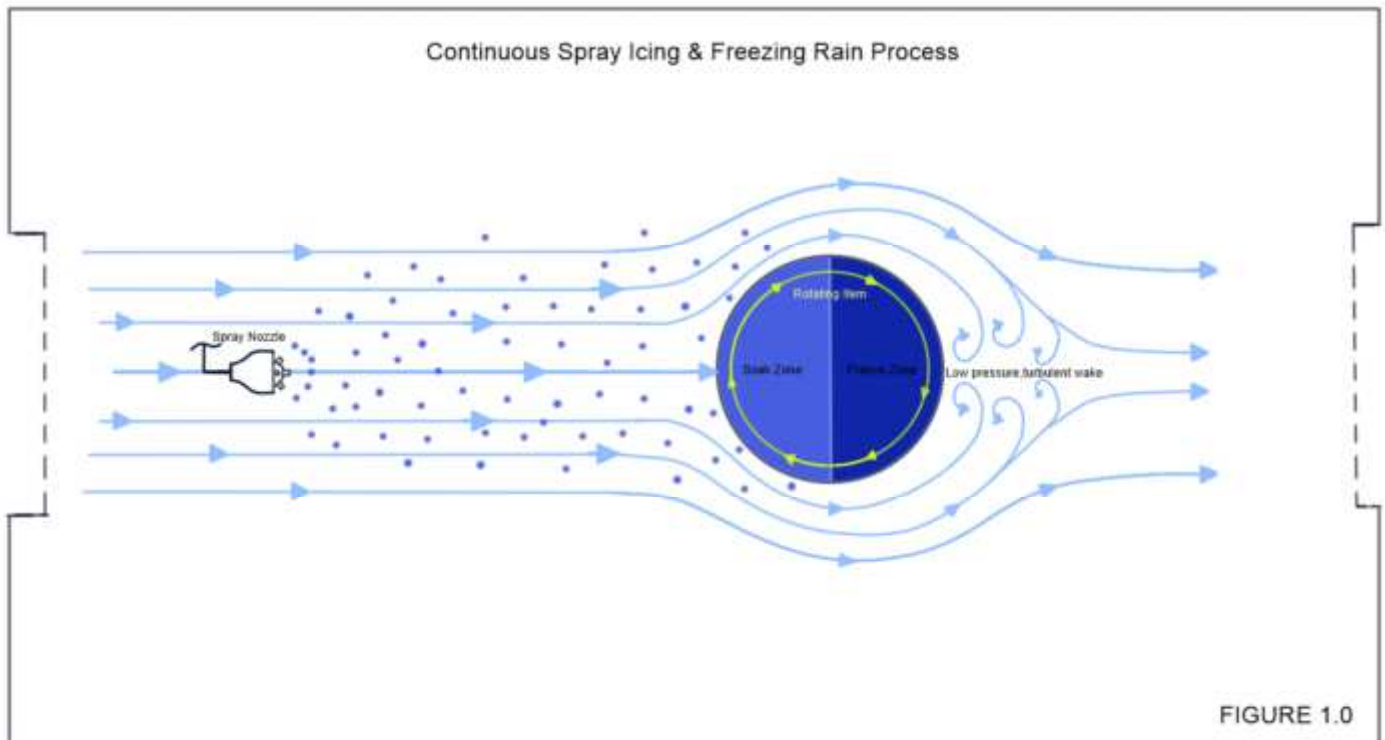 Continuous Spray Icing & Freezing Rain Process
Rotating Item
Spray Nozzle
Soak Zone
Freeze Zone
Low pressure,turbulent wake
FIGURE 1.0